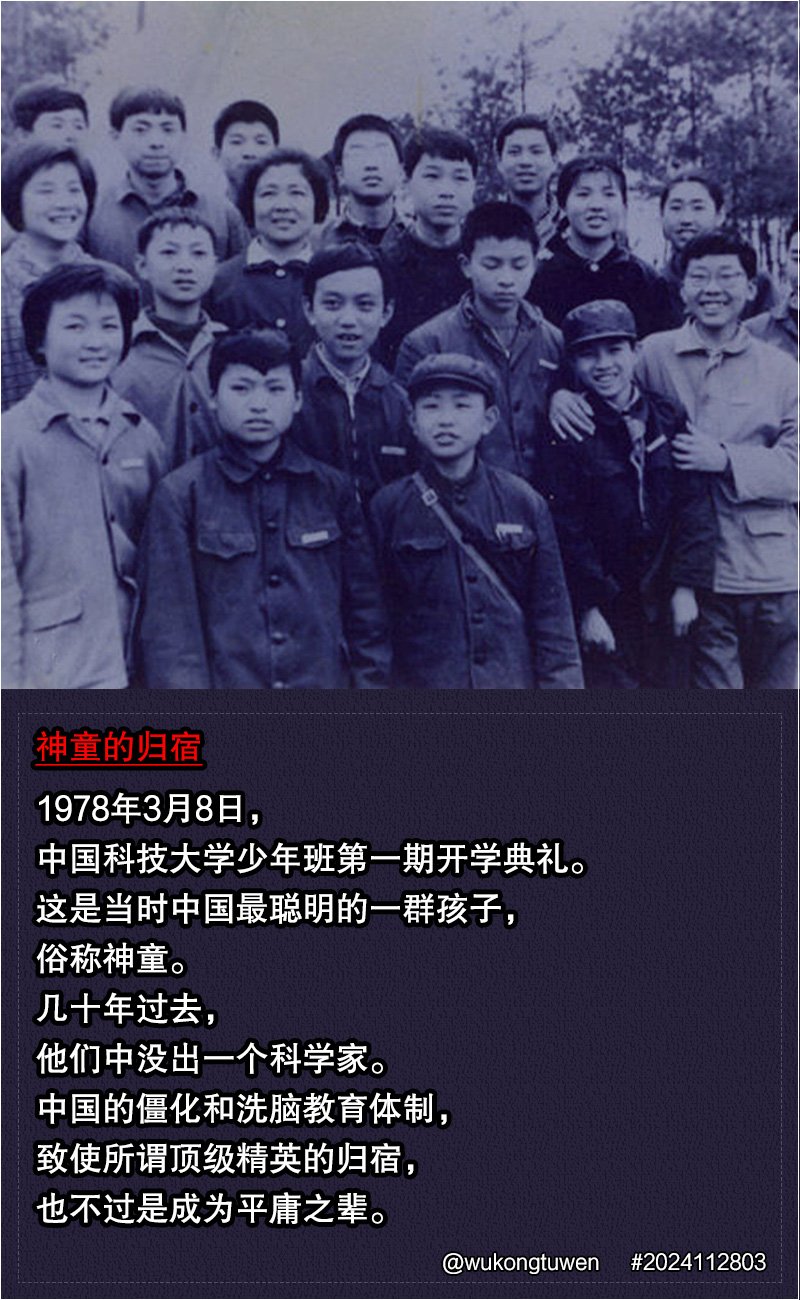 神童的归宿
1978年3月8日，
中国科技大学少年班第一期开学典礼。
这是当时中国最聪明的一群孩子，
俗称神童。
几十年过去，
他们中没出一个科学家。
中国的僵化和洗脑教育体制，
致使所谓顶级精英的归宿，
也不过是成为平庸之辈。
@wukongtuwen #2024112803